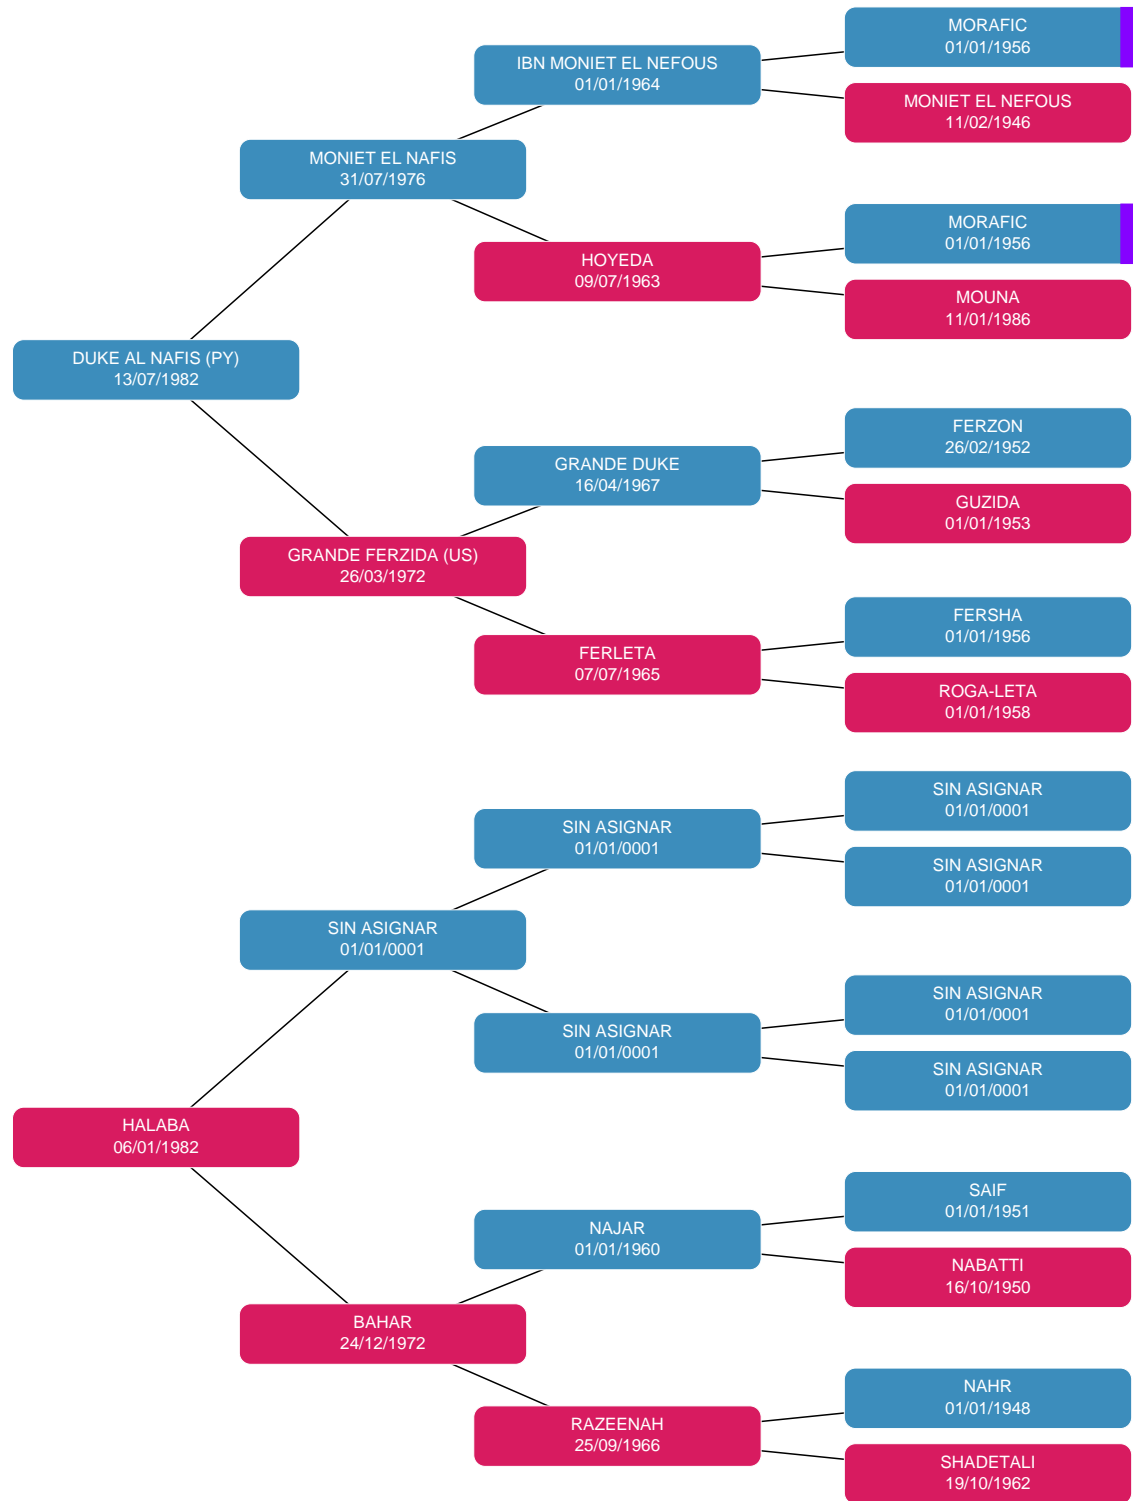 MORAFIC
01/01/1956
IBN MONIET EL NEFOUS
01/01/1964
MONIET EL NEFOUS
11/02/1946
MONIET EL NAFIS
31/07/1976
MORAFIC
01/01/1956
HOYEDA
09/07/1963
MOUNA
11/01/1986
DUKE AL NAFIS (PY)
13/07/1982
FERZON
26/02/1952
GRANDE DUKE
16/04/1967
GUZIDA
01/01/1953
GRANDE FERZIDA (US)
26/03/1972
FERSHA
01/01/1956
FERLETA
07/07/1965
ROGA-LETA
01/01/1958
SIN ASIGNAR
01/01/0001
SIN ASIGNAR
01/01/0001
SIN ASIGNAR
01/01/0001
SIN ASIGNAR
01/01/0001
SIN ASIGNAR
01/01/0001
SIN ASIGNAR
01/01/0001
SIN ASIGNAR
01/01/0001
HALABA
06/01/1982
SAIF
01/01/1951
NAJAR
01/01/1960
NABATTI
16/10/1950
BAHAR
24/12/1972
NAHR
01/01/1948
RAZEENAH
25/09/1966
SHADETALI
19/10/1962